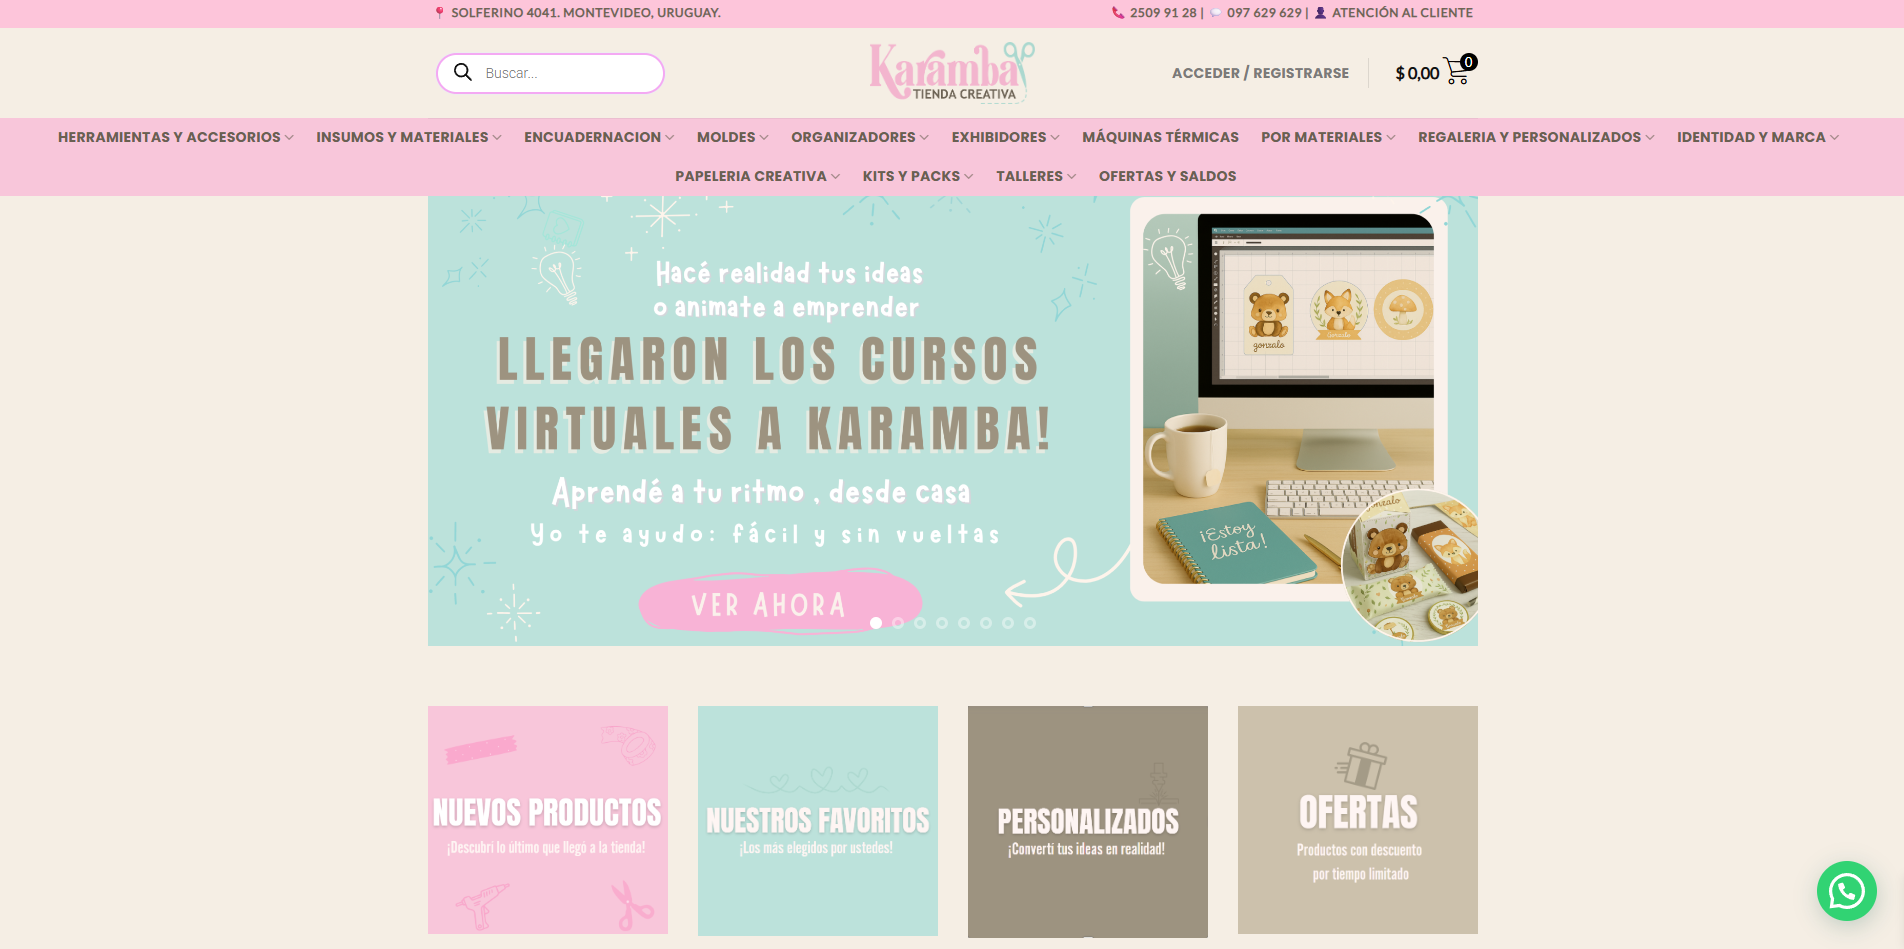 SOLFERINO 4041. MONTEVIDEO, URUGUAY.
2509 91 28 | 097 629 629 | ATENCIÓN AL CLIENTE
Buscar...
Karamba
TIENDA CREATIVA
ACCEDER / REGISTRARSE
$ 0,00
0
HERRAMIENTAS Y ACCESORIOS INSUMOS Y MATERIALES ENCUADERNACION MOLDES ORGANIZADORES EXHIBIDORES MÁQUINAS TÉRMICAS POR MATERIALES REGALERIA Y PERSONALIZADOS IDENTIDAD Y MARCA
PAPELERIA CREATIVA KITS Y PACKS TALLERES OFERTAS Y SALDOS
Hacé realidad tus ideas
o animate a emprender
LLEGARON LOS CURSOS
VIRTUALES A KARAMBA!
Aprendé a tu ritmo , desde casa
Yo te ayudo: fácil y sin vueltas
VER AHORA
gonzalo
Gonzalo
¡Estoy
lista!
gonzalo
NUEVOS PRODUCTOS
¡Descubrí lo último que llegó a la tienda!
NUESTROS FAVORITOS
¡Los más elegidos por ustedes!
PERSONALIZADOS
¡Convertí tus ideas en realidad!
OFERTAS
Productos con descuento
por tiempo limitado